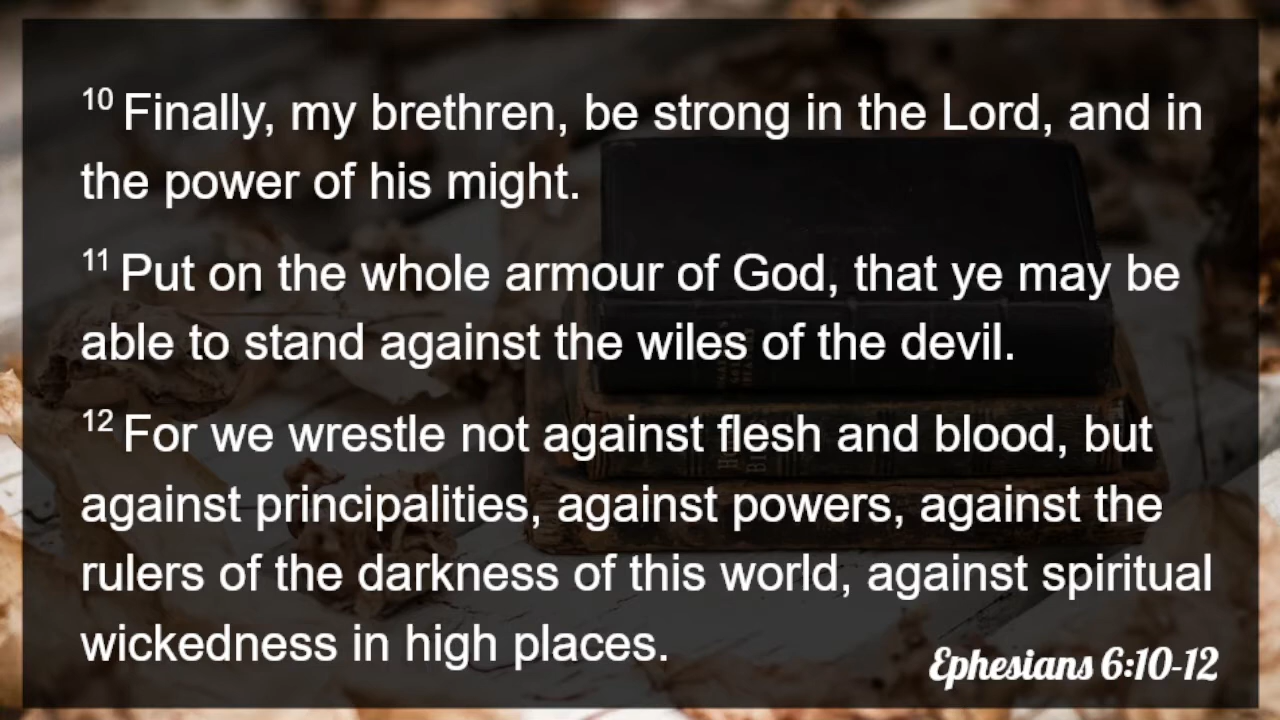 10 Finally, my brethren, be strong in the Lord, and in
the power of his might.
11 Put on the whole armour of God, that ye may be
able to stand against the wiles of the devil.
12 For we wrestle not against flesh and blood, but
against principalities, against powers, against the
rulers of the darkness of this world, against spiritual
wickedness in high places.
Ephesians 6:10-12